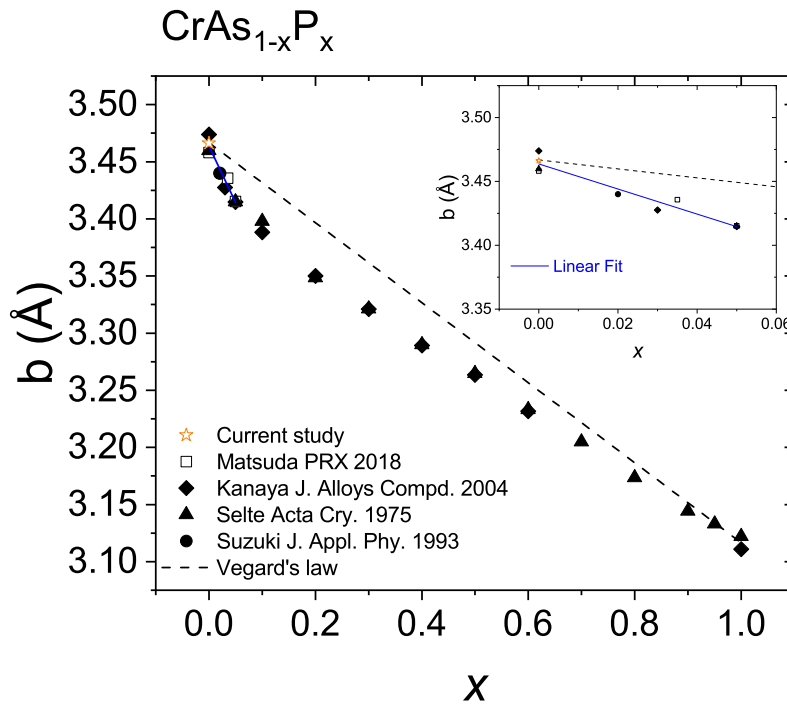 CrAs₁₋ₓPₓ
b (Å)
3.50
3.45
3.40
3.35
3.30
3.25
3.20
3.15
3.10
0.0 0.2 0.4 0.6 0.8 1.0
x
Current study
Matsuda PRX 2018
Kanaya J. Alloys Compd. 2004
Selte Acta Cry. 1975
Suzuki J. Appl. Phy. 1993
Vegard's law
b (Å)
3.50
3.45
3.40
3.35
0.00 0.02 0.04 0.06
x
Linear Fit